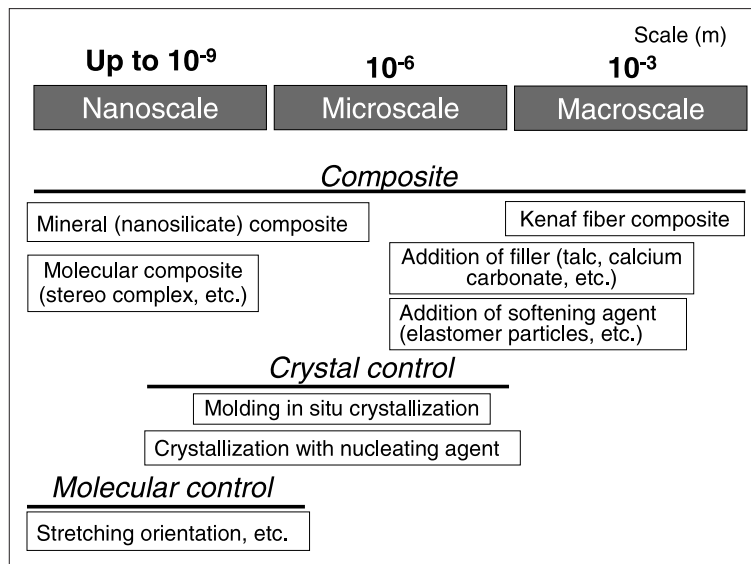 Scale (m)
Up to 10⁻⁹ 10⁻⁶ 10⁻³
Nanoscale Microscale Macroscale
Composite
Mineral (nanosilicate) composite
Kenaf fiber composite
Molecular composite
(stereo complex, etc.)
Addition of filler (talc, calcium
carbonate, etc.)
Addition of softening agent
(elastomer particles, etc.)
Crystal control
Molding in situ crystallization
Crystallization with nucleating agent
Molecular control
Stretching orientation, etc.